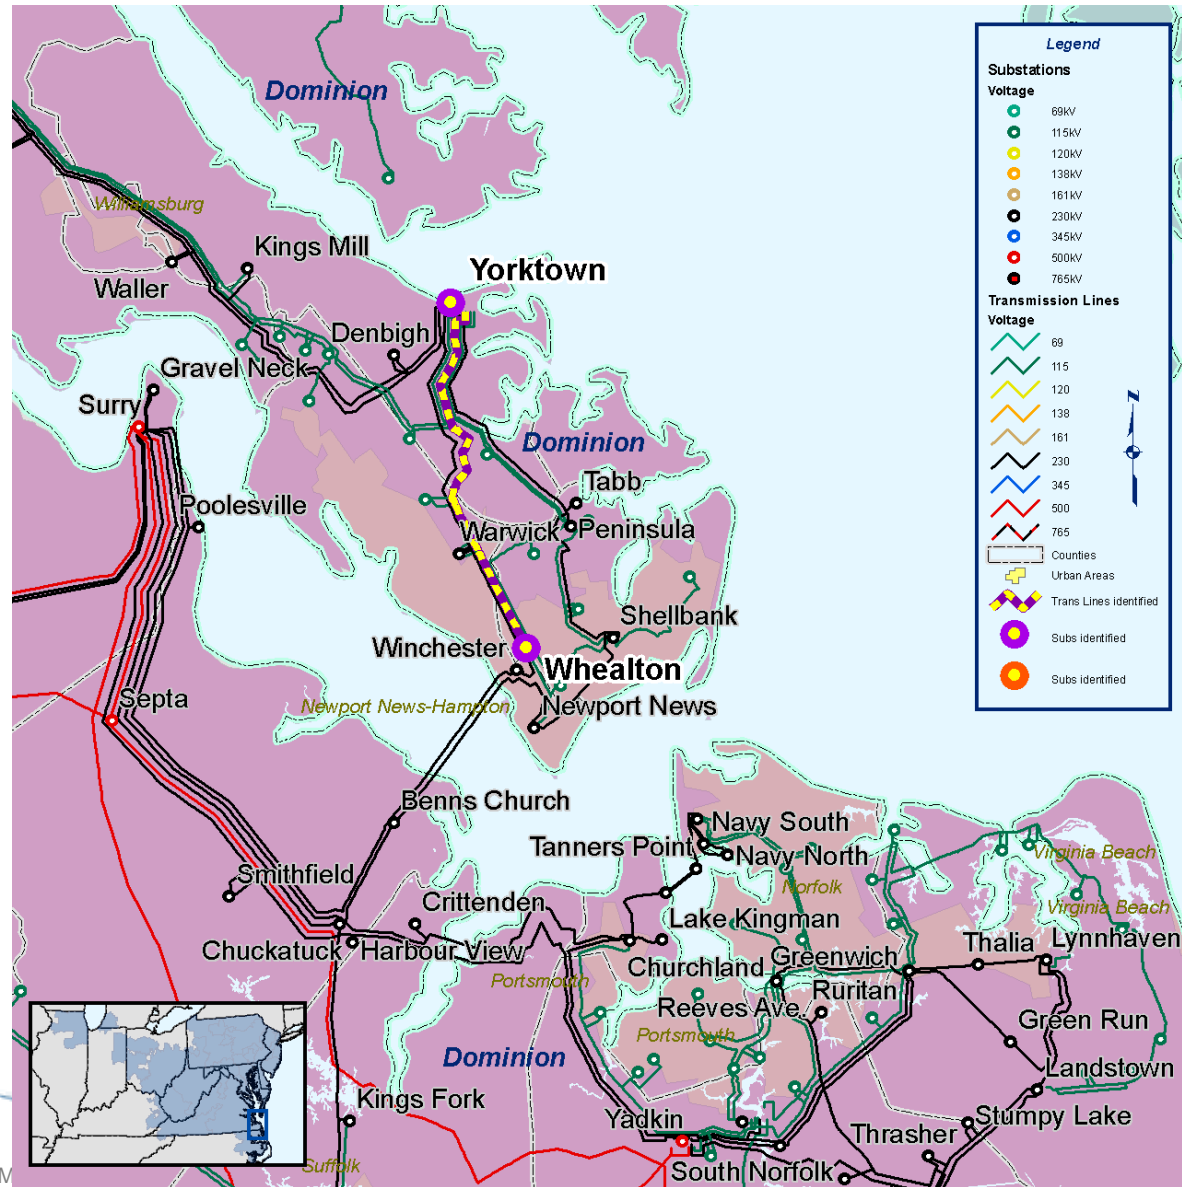 Legend
Substations
Voltage
69kV
115kV
120kV
138kV
161kV
230kV
345kV
500kV
765kV
Transmission Lines
Voltage
69
115
120
138
161
230
345
500
765
Counties
Urban Areas
Trans Lines identified
Subs identified
Subs identified
N
Dominion
Williamsburg
Kings Mill
Waller
Yorktown
Denbigh
Gravel Neck
Surry
Dominion
Tabb
Poolesville
Warwick
Peninsula
Shellbank
Winchester
Whealton
Septa
Newport News-Hampton
Newport News
Benns Church
Navy South
Tanners Point
Navy North
Virginia Beach
Smithfield
Norfolk
Crittenden
Virginia Beach
Lake Kingman
Chuckatuck
Harbour View
Greenwich
Thalia
Lynnhaven
Churchland
Portsmouth
Ruritan
Reeves Ave.
Portsmouth
Green Run
Dominion
Landstown
Kings Fork
Yadkin
Stumpy Lake
Thrasher
Suffolk
South Norfolk
M